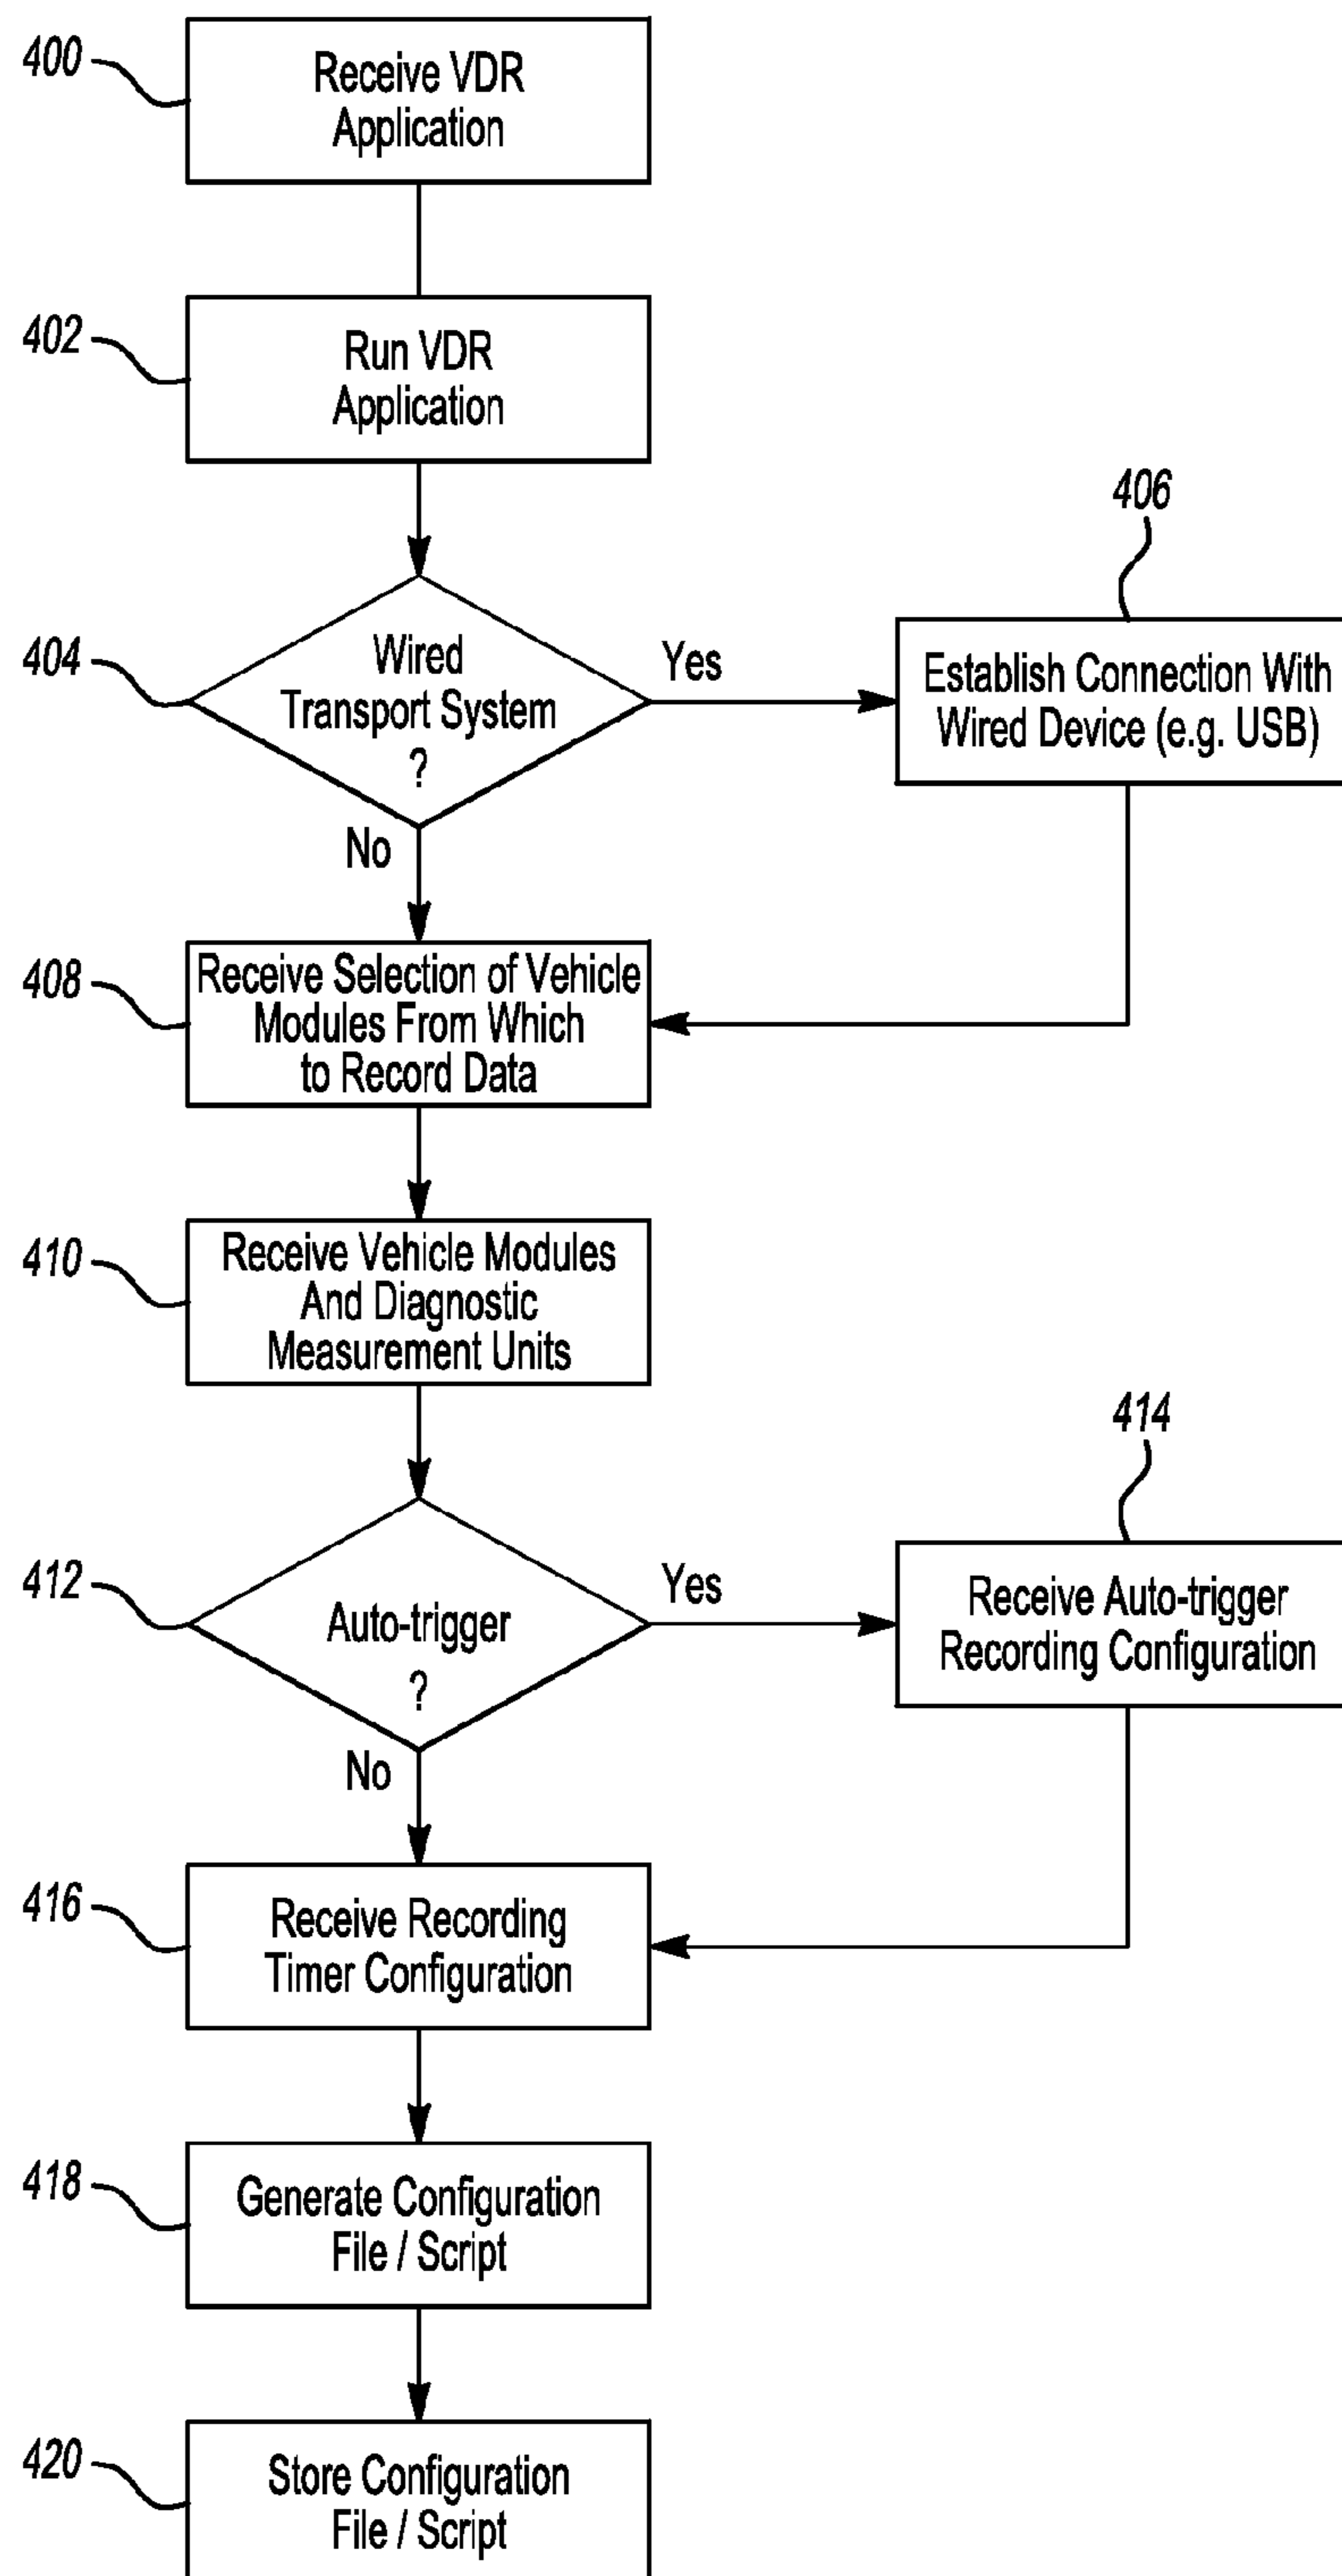 400
Receive VDR
Application
402
Run VDR
Application
404
Wired
Transport System
?
Yes
No
406
Establish Connection With
Wired Device (e.g. USB)
408
Receive Selection of Vehicle
Modules From Which
to Record Data
410
Receive Vehicle Modules
And Diagnostic
Measurement Units
412
Auto-trigger
?
Yes
No
414
Receive Auto-trigger
Recording Configuration
416
Receive Recording
Timer Configuration
418
Generate Configuration
File / Script
420
Store Configuration
File / Script